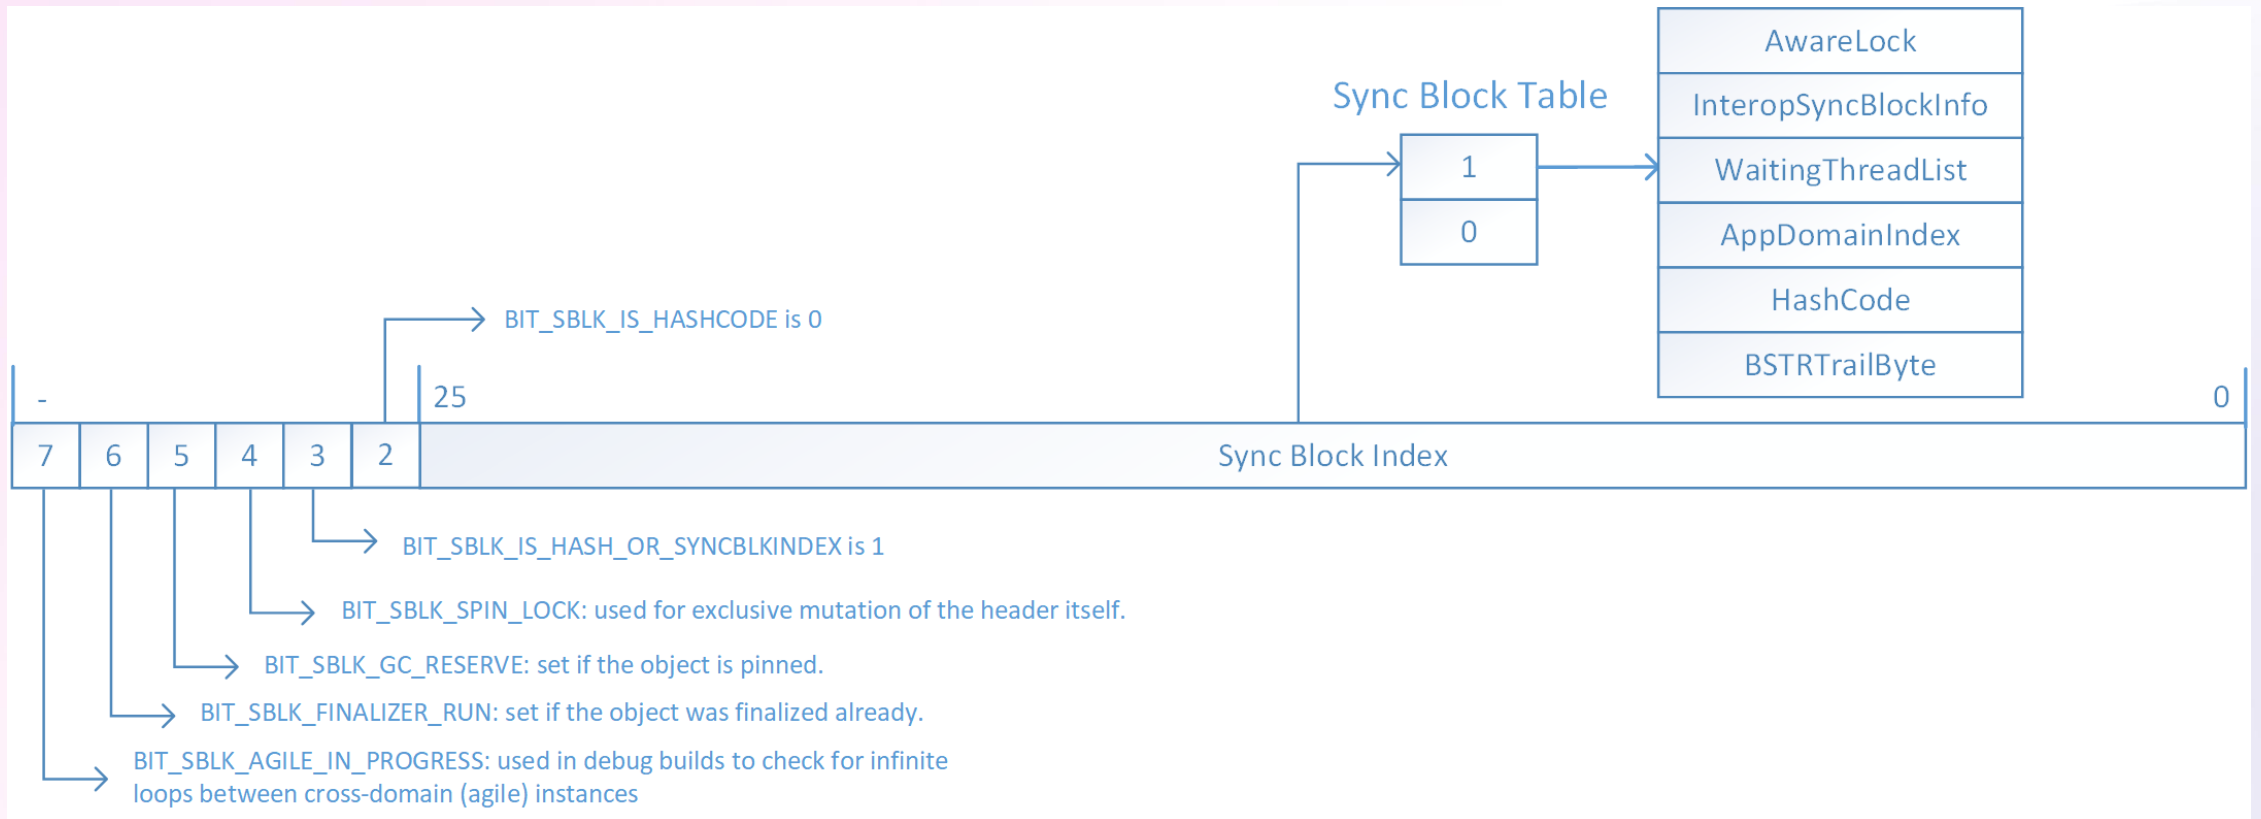 AwareLock
Sync Block Table
InteropSyncBlockInfo
1
WaitingThreadList
0
AppDomainIndex
HashCode
BIT_SBLK_IS_HASHCODE is 0
BSTRTrailByte
-
25
0
7
6
5
4
3
2
Sync Block Index
BIT_SBLK_IS_HASH_OR_SYNCBLKINDEX is 1
BIT_SBLK_SPIN_LOCK: used for exclusive mutation of the header itself.
BIT_SBLK_GC_RESERVE: set if the object is pinned.
BIT_SBLK_FINALIZER_RUN: set if the object was finalized already.
BIT_SBLK_AGILE_IN_PROGRESS: used in debug builds to check for infinite
loops between cross-domain (agile) instances